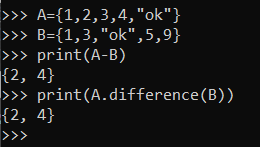 >>> A={1,2,3,4,"ok"}
>>> B={1,3,"ok",5,9}
>>> print(A-B)
{2, 4}
>>> print(A.difference(B))
{2, 4}
>>>